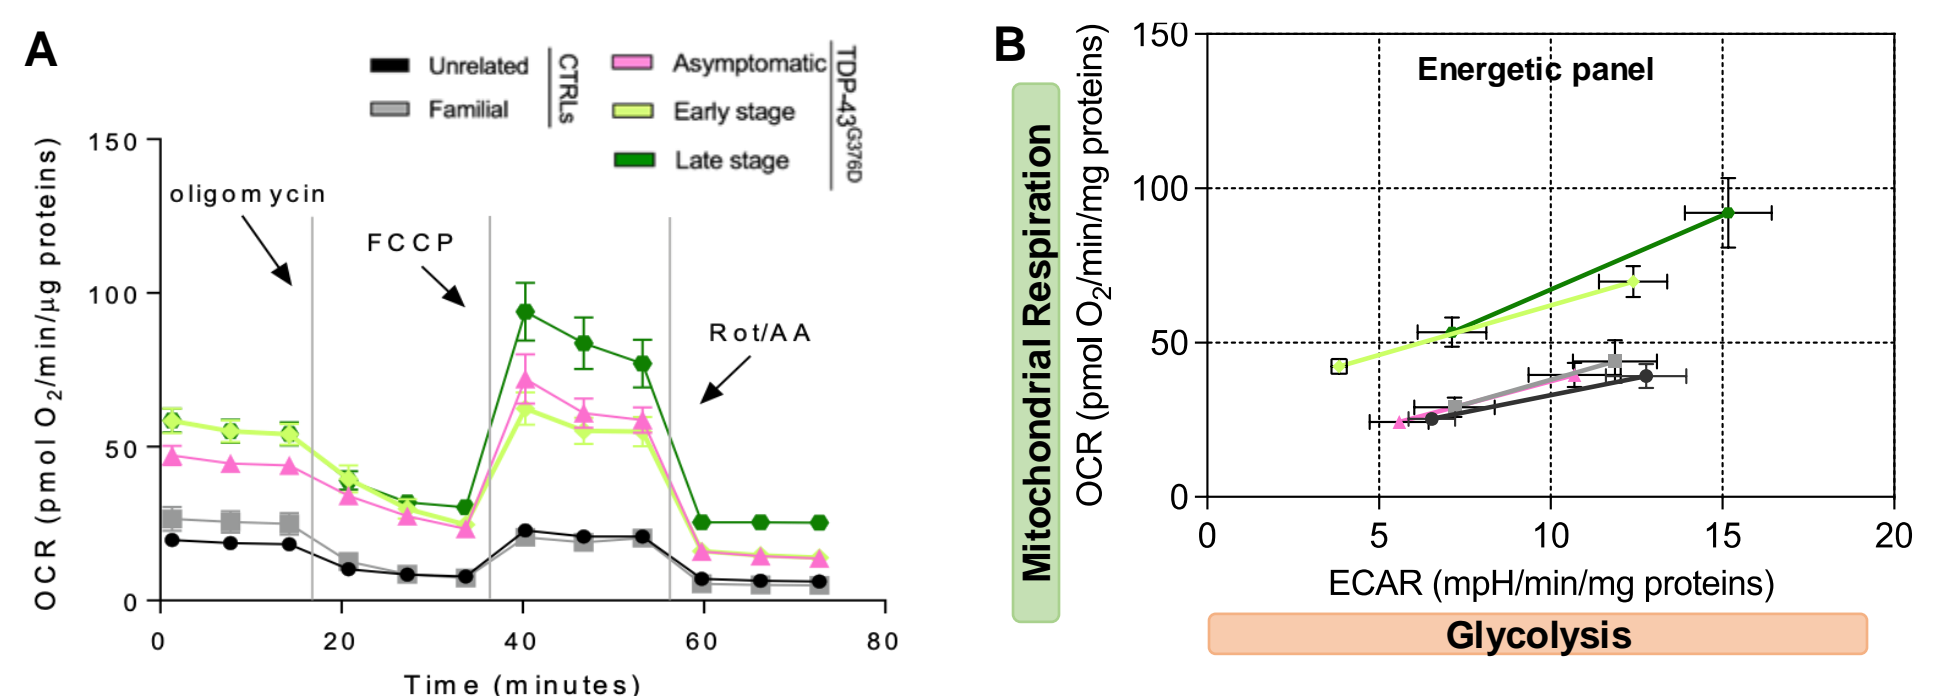 A
Unrelated
Familial
CTRLs
Asymptomatic
Early stage
Late stage
TDP-43G376D
OCR (pmol O2/min/µg proteins)
150
100
50
0
oligomycin
FCCP
Rot/AA
0 20 40 60 80
Time (minutes)
B
Mitochondrial Respiration
OCR (pmol O2/min/mg proteins)
150
100
50
0
Energetic panel
0 5 10 15 20
ECAR (mpH/min/mg proteins)
Glycolysis